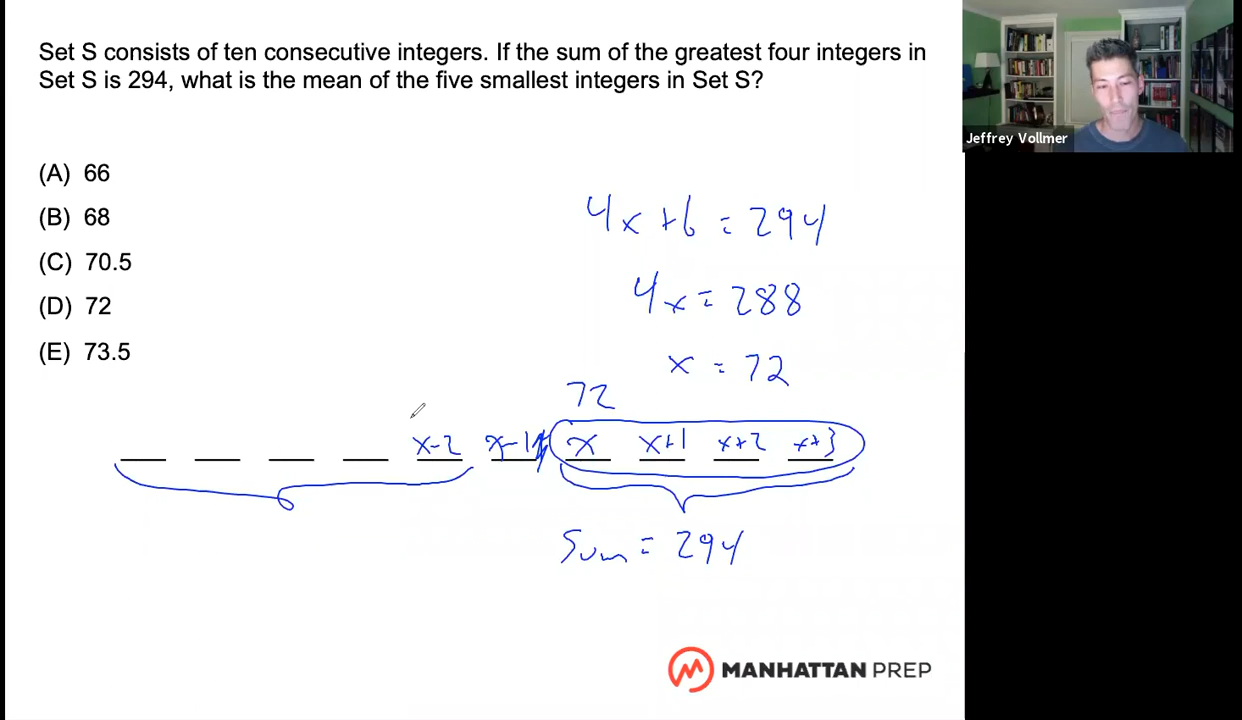 Set S consists of ten consecutive integers. If the sum of the greatest four integers in
Set S is 294, what is the mean of the five smallest integers in Set S?
Jeffrey Vollmer
(A) 66
(B) 68
(C) 70.5
(D) 72
(E) 73.5
4x + 6 = 294
4x = 288
x = 72
72
x-2 x-1 x x+1 x+2 x+3
Sum = 294
MANHATTAN PREP